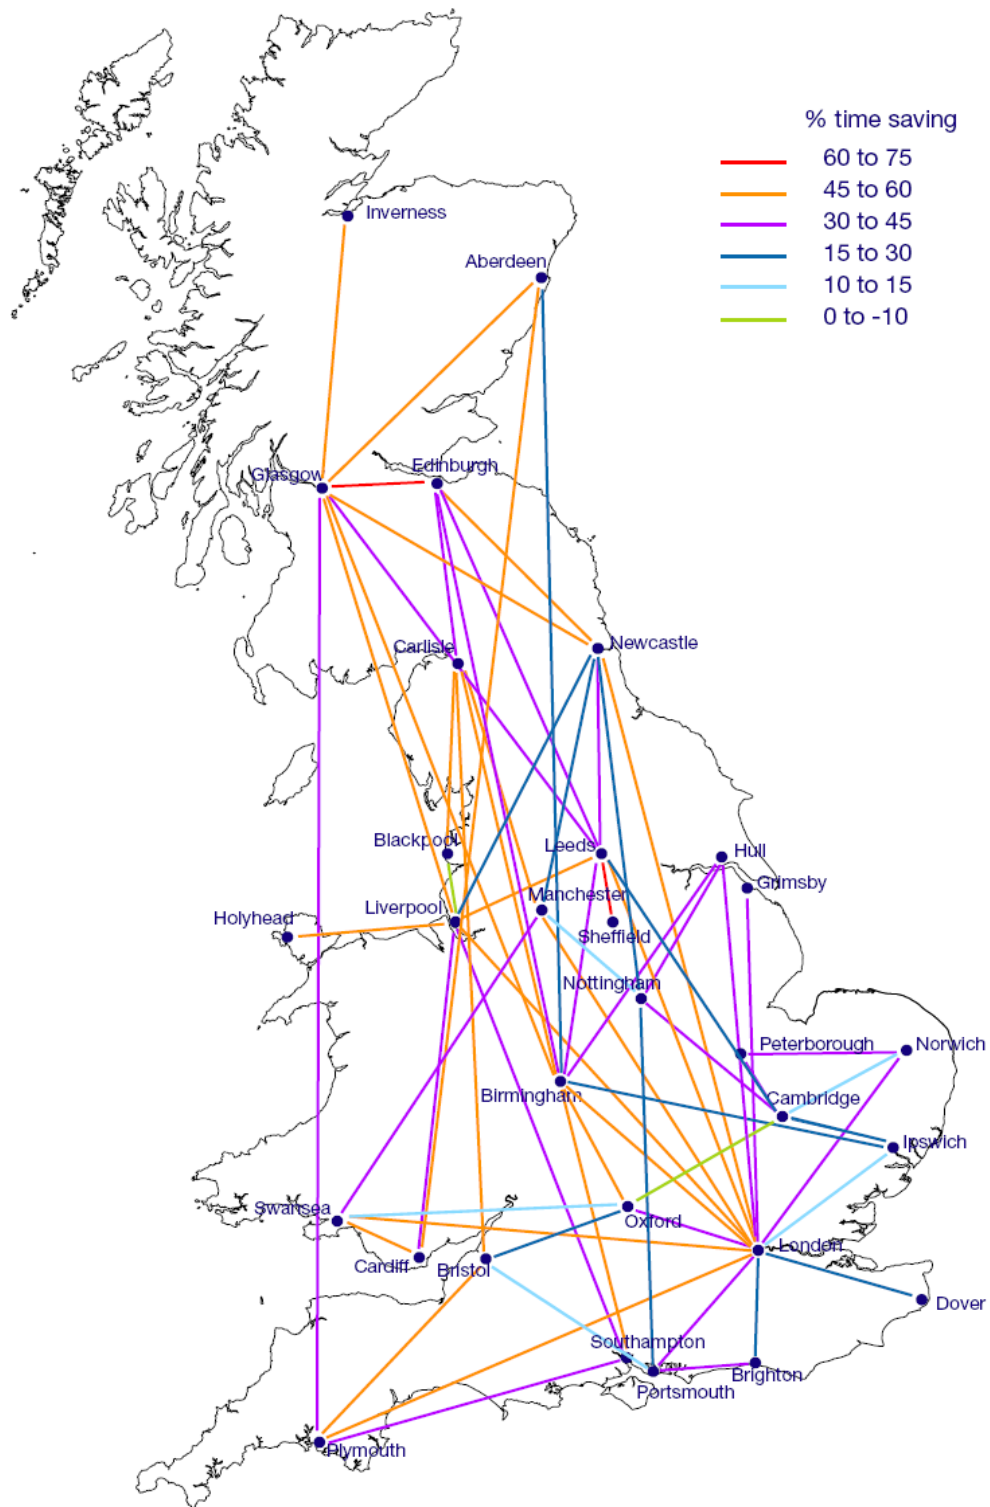 % time saving
60 to 75
45 to 60
30 to 45
15 to 30
10 to 15
0 to -10
Inverness
Aberdeen
Glasgow
Edinburgh
Carlisle
Newcastle
Blackpool
Leeds
Hull
Grimsby
Manchester
Liverpool
Holyhead
Sheffield
Nottingham
Peterborough
Norwich
Birmingham
Cambridge
Ipswich
Swansea
Oxford
London
Cardiff
Bristol
Dover
Southampton
Brighton
Portsmouth
Plymouth